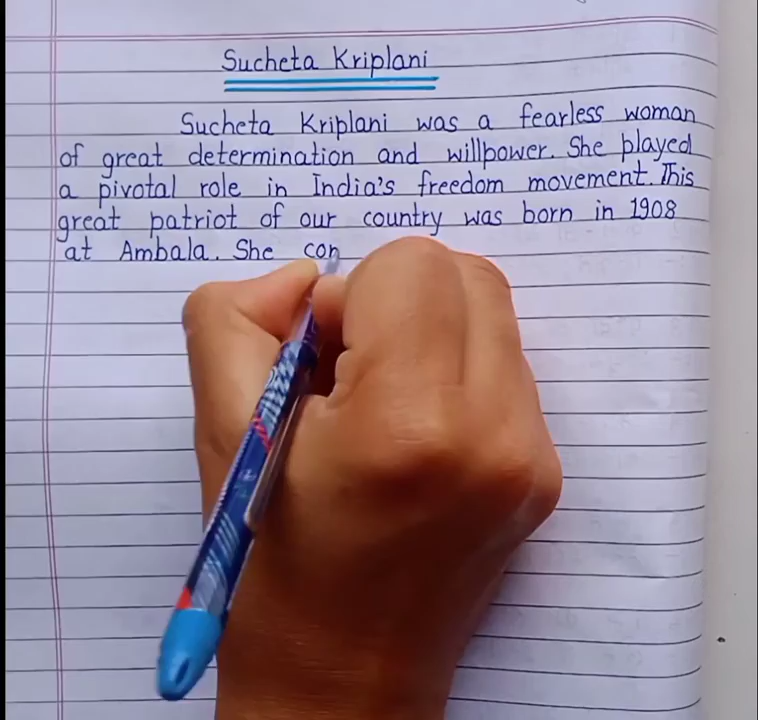 Sucheta Kriplani
Sucheta Kriplani was a fearless woman
of great determination and willpower. She played
a pivotal role in India's freedom movement. This
great patriot of our country was born in 1908
at Ambala. She con